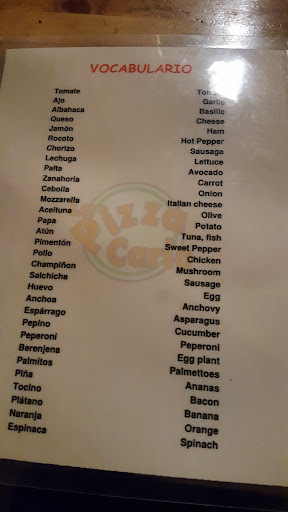 VOCABULARIO
Tomate
Ajo
Albahaca
Queso
Jamón
Rocoto
Chorizo
Lechuga
Palta
Zanahoria
Cebolla
Mozzarella
Aceituna
Papa
Atún
Pimentón
Pollo
Champiñon
Salchicha
Huevo
Anchoa
Espárrago
Pepino
Peperoni
Berenjena
Palmitos
Piña
Tocino
Plátano
Naranja
Espinaca
Garlic
Basilic
Cheese
Ham
Hot Pepper
Sausage
Lettuce
Avocado
Carrot
Onion
Italian cheese
Olive
Potato
Tuna, fish
Sweet Pepper
Chicken
Mushroom
Sausage
Egg
Anchovy
Asparagus
Cucumber
Peperoni
Egg plant
Palmettoes
Ananas
Bacon
Banana
Orange
Spinach
Pizza